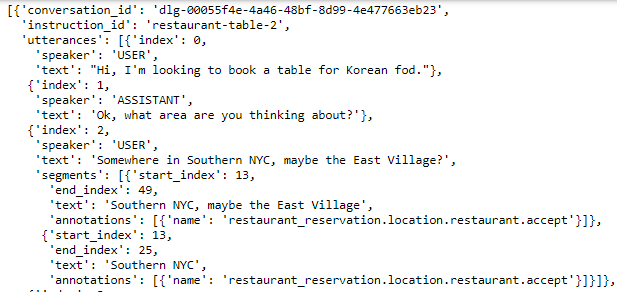 [{'conversation_id': 'dlg-00055f4e-4a46-48bf-8d99-4e477663eb23',
'instruction_id': 'restaurant-table-2',
'utterances': [{'index': 0,
'speaker': 'USER',
'text': "Hi, I'm looking to book a table for Korean fod."},
{'index': 1,
'speaker': 'ASSISTANT',
'text': 'Ok, what area are you thinking about?'},
{'index': 2,
'speaker': 'USER',
'text': 'Somewhere in Southern NYC, maybe the East Village?',
'segments': [{'start_index': 13,
'end_index': 49,
'text': 'Southern NYC, maybe the East Village',
'annotations': [{'name': 'restaurant_reservation.location.restaurant.accept'}]},
{'start_index': 13,
'end_index': 25,
'text': 'Southern NYC',
'annotations': [{'name': 'restaurant_reservation.location.restaurant.accept'}]}]},